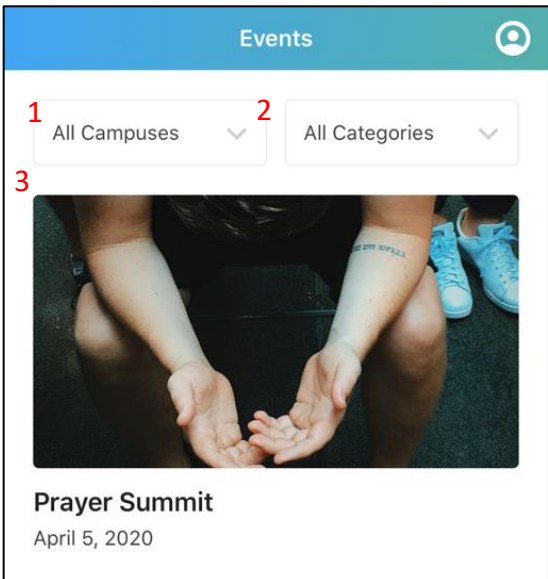 Events
1
All Campuses
2
All Categories
3
Prayer Summit
April 5, 2020